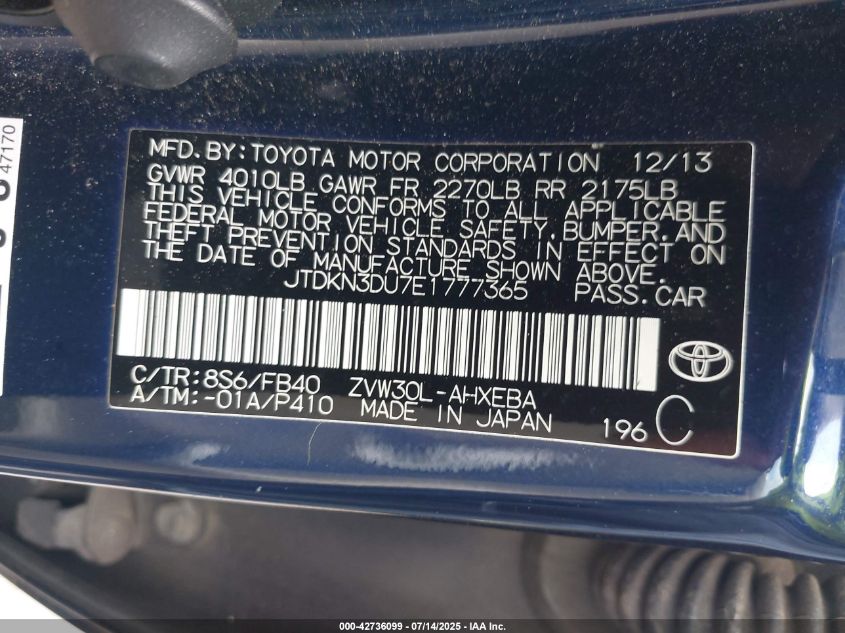 MFD.BY:TOYOTA MOTOR CORPORATION 12/13
GVWR 4010LB GAWR FR 2270LB RR 2175LB
THIS VEHICLE CONFORMS TO ALL APPLICABLE
FEDERAL MOTOR VEHICLE SAFETY,BUMPER,AND
THEFT PREVENTION STANDARDS IN EFFECT ON
THE DATE OF MANUFACTURE SHOWN ABOVE.
JTDKN3DU7E1777365 PASS.CAR
C/TR:8S6/FB40 ZVW30L-AHXEBA
A/TM:-01A/P410 MADE IN JAPAN 196 C
47170
000-42736099 - 07/14/2025 - IAA Inc.